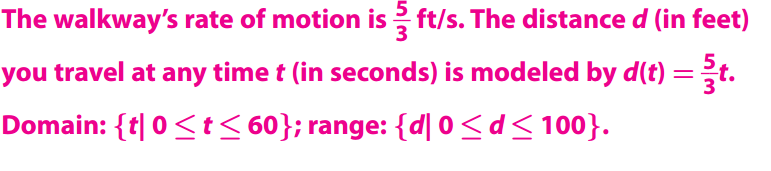 The walkway's rate of motion is 5/3 ft/s. The distance d (in feet)
you travel at any time t (in seconds) is modeled by d(t) = 5/3t.
Domain: {t| 0 ≤ t ≤ 60}; range: {d| 0 ≤ d ≤ 100}.